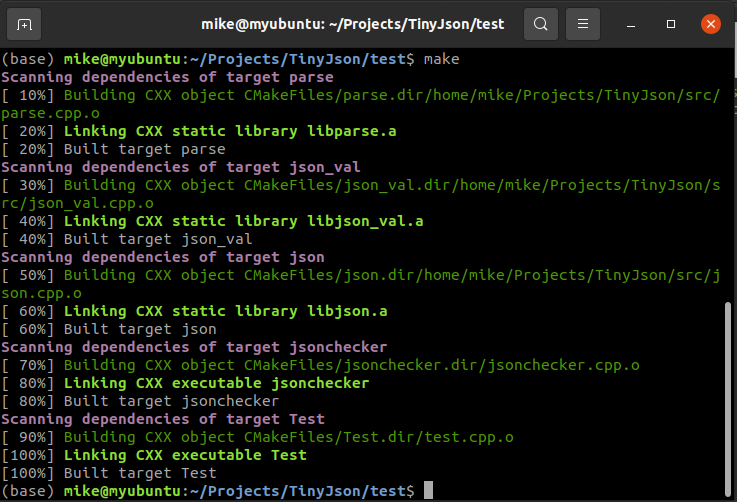 mike@myubuntu: ~/Projects/TinyJson/test
(base) mike@myubuntu:~/Projects/TinyJson/test$ make
Scanning dependencies of target parse
[ 10%] Building CXX object CMakeFiles/parse.dir/home/mike/Projects/TinyJson/src/
parse.cpp.o
[ 20%] Linking CXX static library libparse.a
[ 20%] Built target parse
Scanning dependencies of target json_val
[ 30%] Building CXX object CMakeFiles/json_val.dir/home/mike/Projects/TinyJson/s
rc/json_val.cpp.o
[ 40%] Linking CXX static library libjson_val.a
[ 40%] Built target json_val
Scanning dependencies of target json
[ 50%] Building CXX object CMakeFiles/json.dir/home/mike/Projects/TinyJson/src/j
son.cpp.o
[ 60%] Linking CXX static library libjson.a
[ 60%] Built target json
Scanning dependencies of target jsonchecker
[ 70%] Building CXX object CMakeFiles/jsonchecker.dir/jsonchecker.cpp.o
[ 80%] Linking CXX executable jsonchecker
[ 80%] Built target jsonchecker
Scanning dependencies of target Test
[ 90%] Building CXX object CMakeFiles/Test.dir/test.cpp.o
[100%] Linking CXX executable Test
[100%] Built target Test
(base) mike@myubuntu:~/Projects/TinyJson/test$